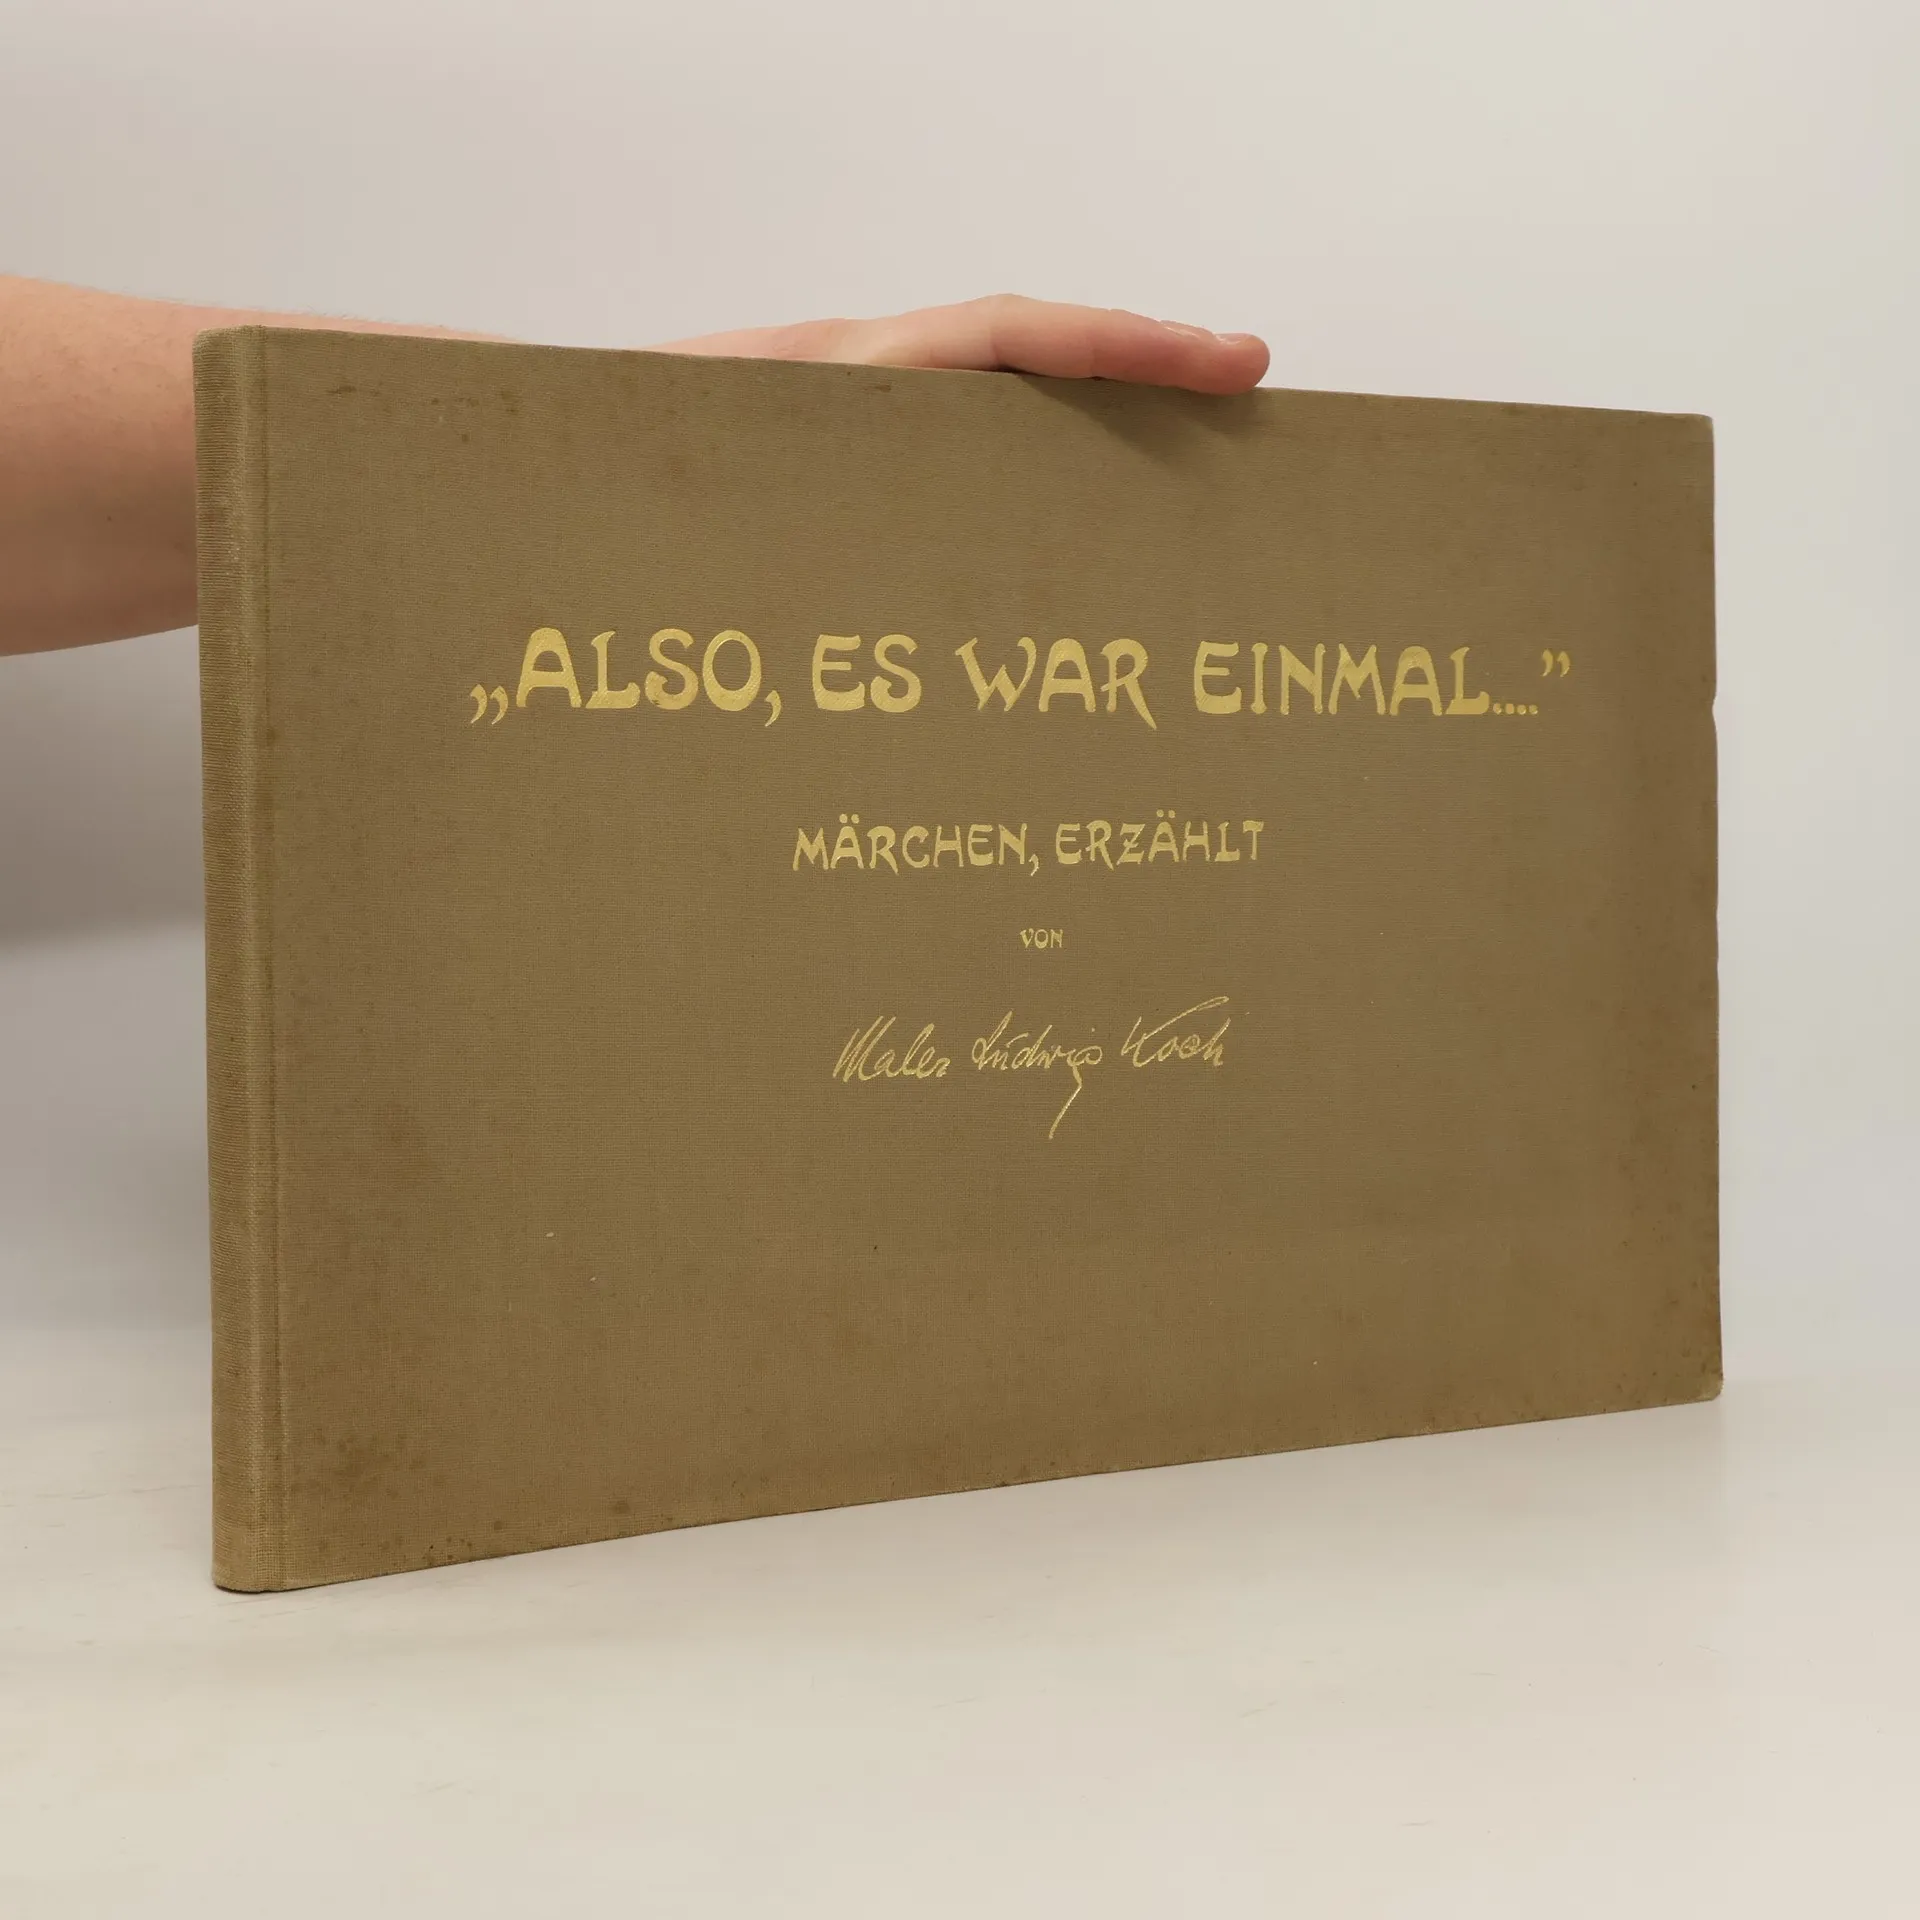 „ALSO, ES WAR EINMAL....”
MÄRCHEN, ERZÄHLT
VON
Maler Ludwig Koch